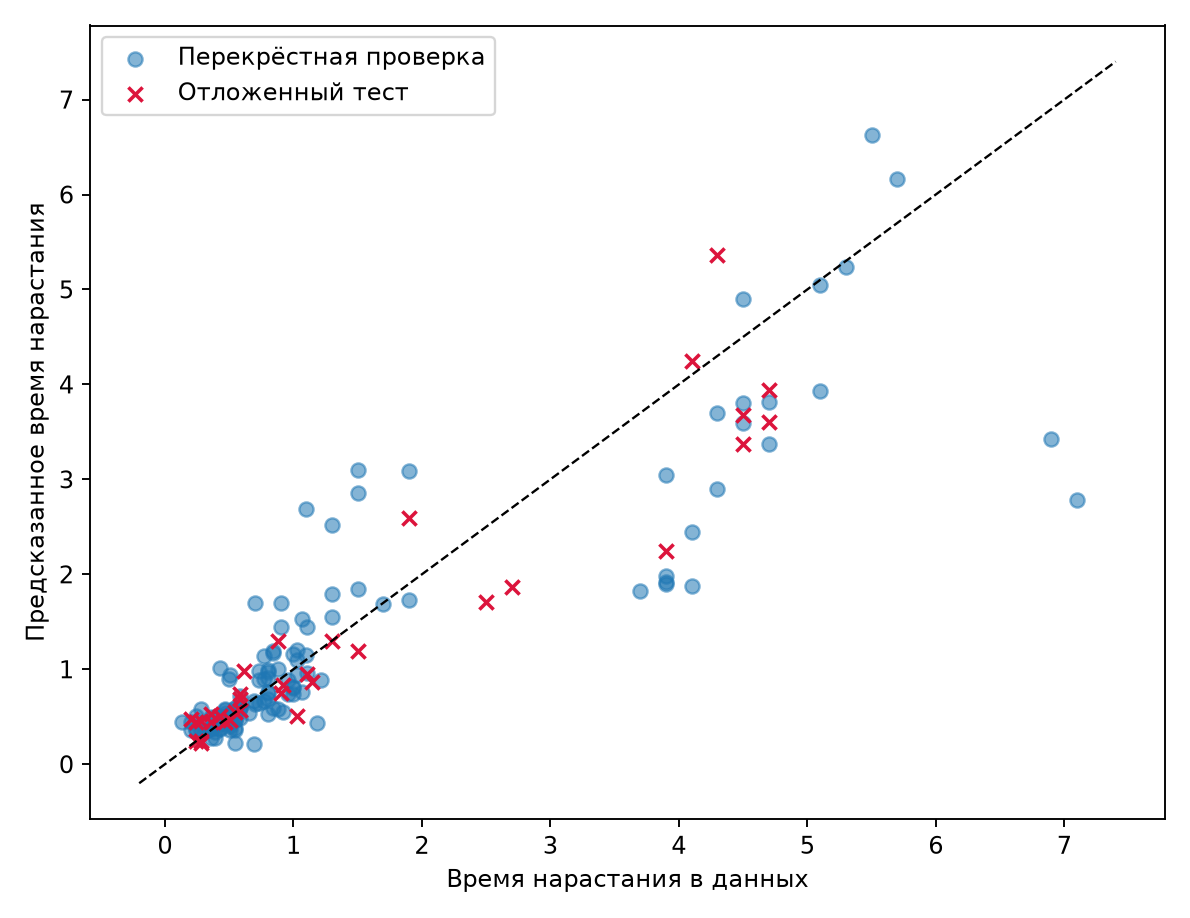 Перекрёстная проверка
Отложенный тест
Предсказанное время нарастания
7
6
5
4
3
2
1
0
0 1 2 3 4 5 6 7
Время нарастания в данных